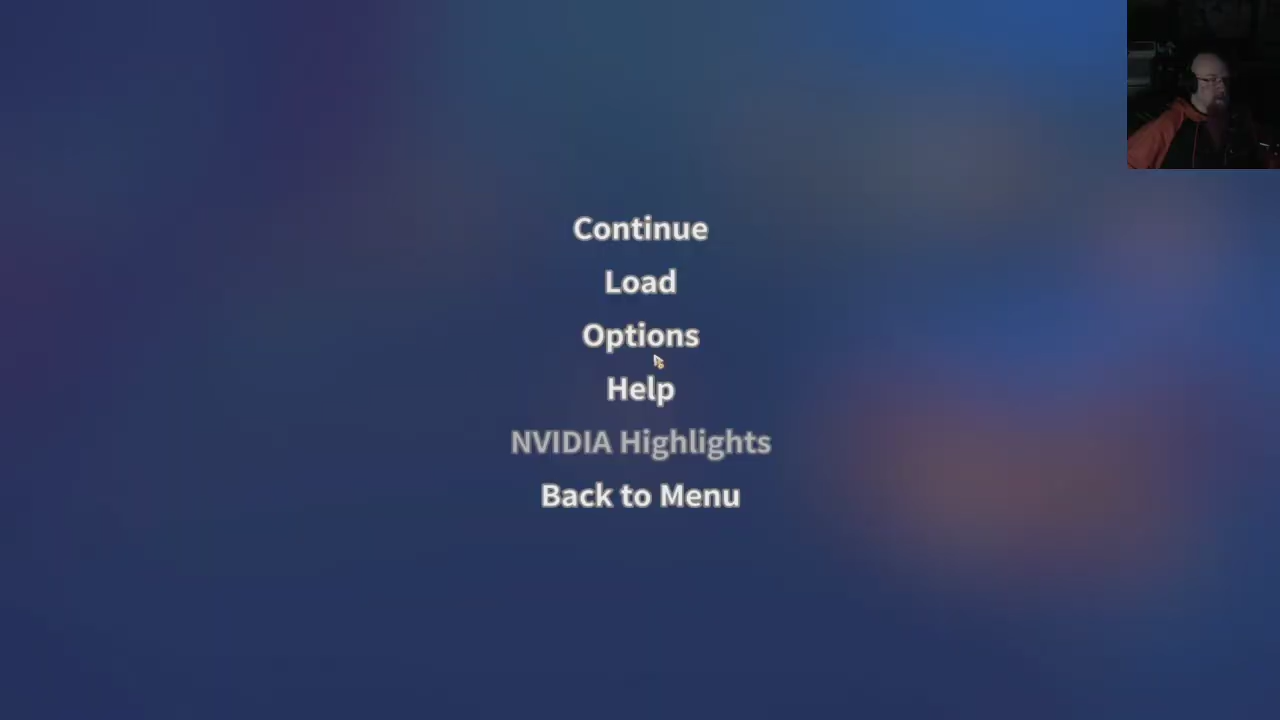 Continue
Load
Options
Help
NVIDIA Highlights
Back to Menu